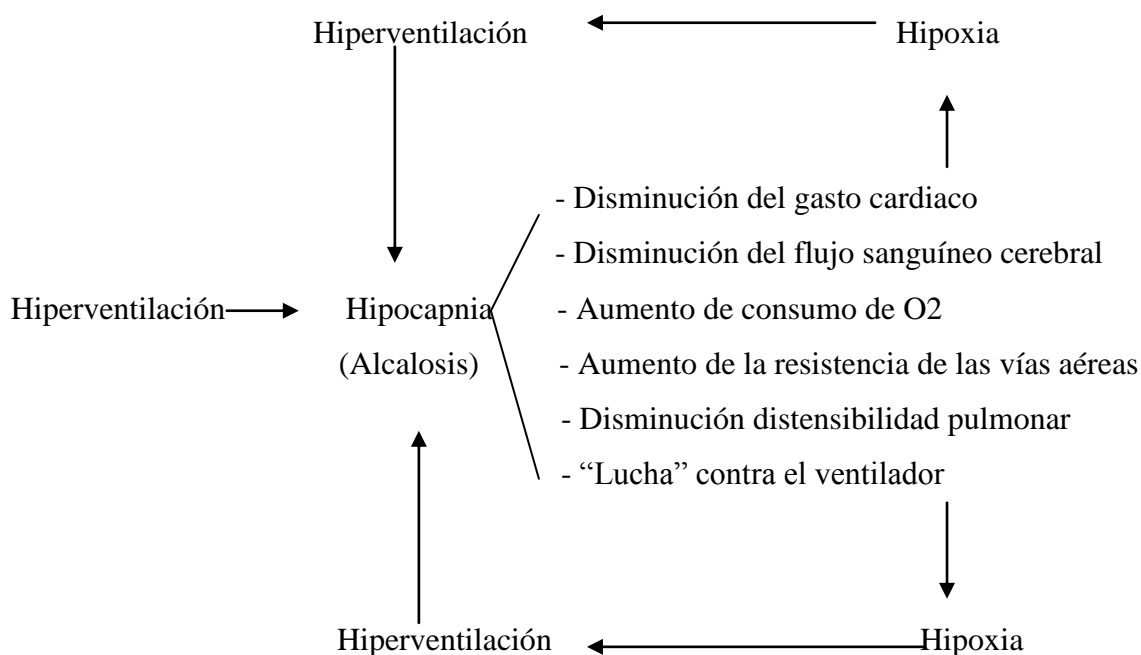 Hiperventilación Hipoxia
- Disminución del gasto cardiaco
- Disminución del flujo sanguíneo cerebral
Hiperventilación Hipocapnia - Aumento de consumo de O2
(Alcalosis) - Aumento de la resistencia de las vías aéreas
- Disminución distensibilidad pulmonar
- “Lucha” contra el ventilador
Hiperventilación Hipoxia